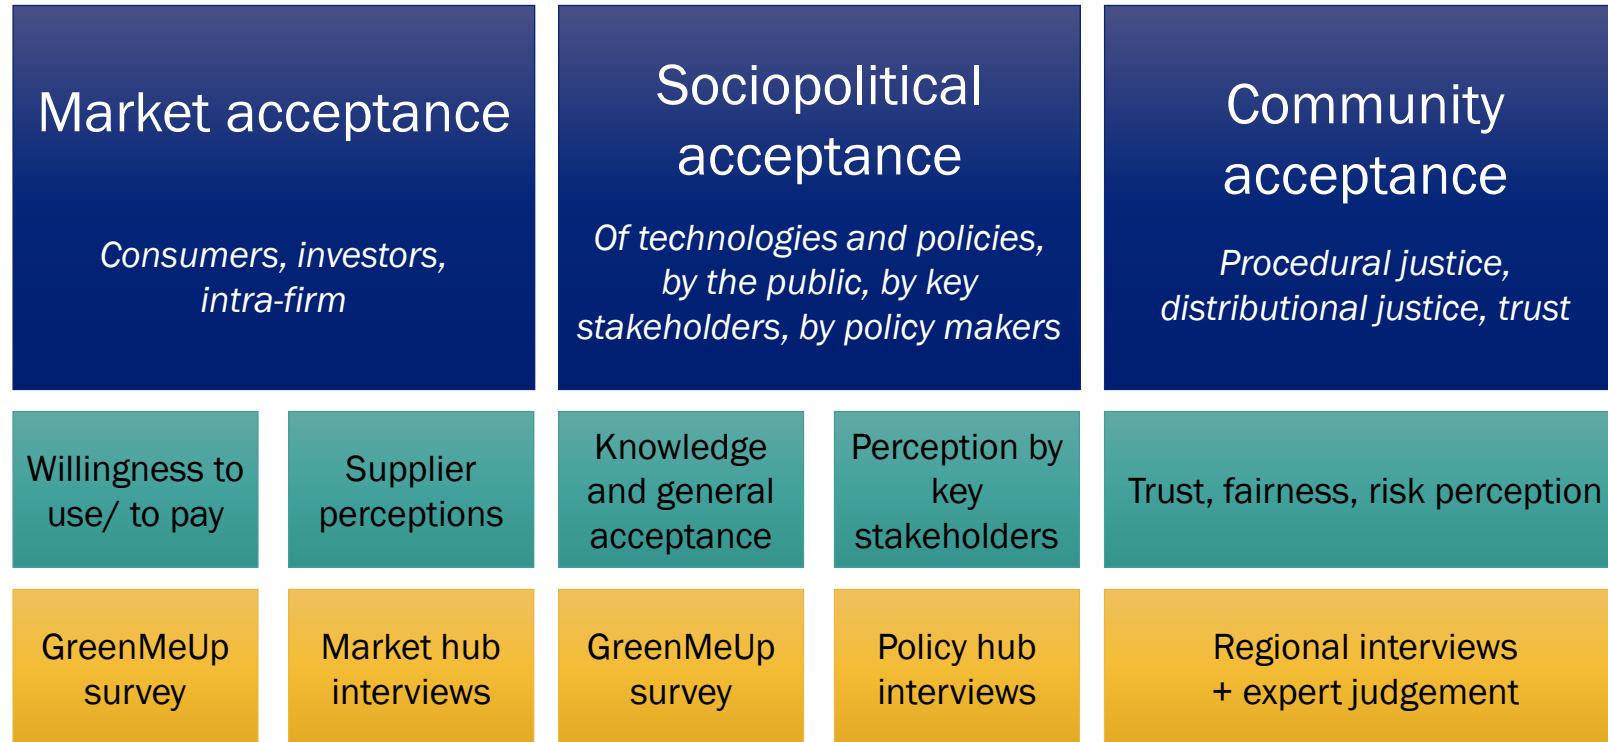 Market acceptance
Consumers, investors,
intra-firm
Sociopolitical
acceptance
Of technologies and policies,
by the public, by key
stakeholders, by policy makers
Community
acceptance
Procedural justice,
distributional justice, trust
Willingness to
use/ to pay
Supplier
perceptions
Knowledge
and general
acceptance
Perception by
key
stakeholders
Trust, fairness, risk perception
GreenMeUp
survey
Market hub
interviews
GreenMeUp
survey
Policy hub
interviews
Regional interviews
+ expert judgement